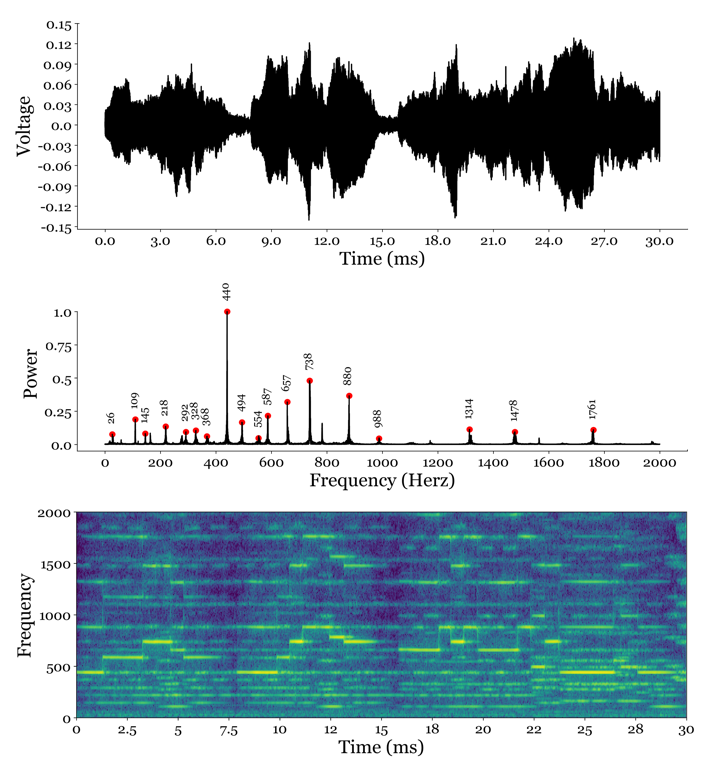 0.15
0.12
0.09
0.06
0.03
0.0
-0.03
-0.06
-0.09
-0.12
-0.15
Voltage
0.0 3.0 6.0 9.0 12.0 15.0 18.0 21.0 24.0 27.0 30.0
Time (ms)
1.0
0.75
0.5
0.25
0.0
Power
26 109 145 218 292 328 368 440 494 554 587 657 738 880 988 1314 1478 1761
0 200 400 600 800 1000 1200 1400 1600 1800 2000
Frequency (Herz)
2000
1500
1000
500
0
Frequency
0 2.5 5 7.5 10 12 15 18 20 22 25 28 30
Time (ms)